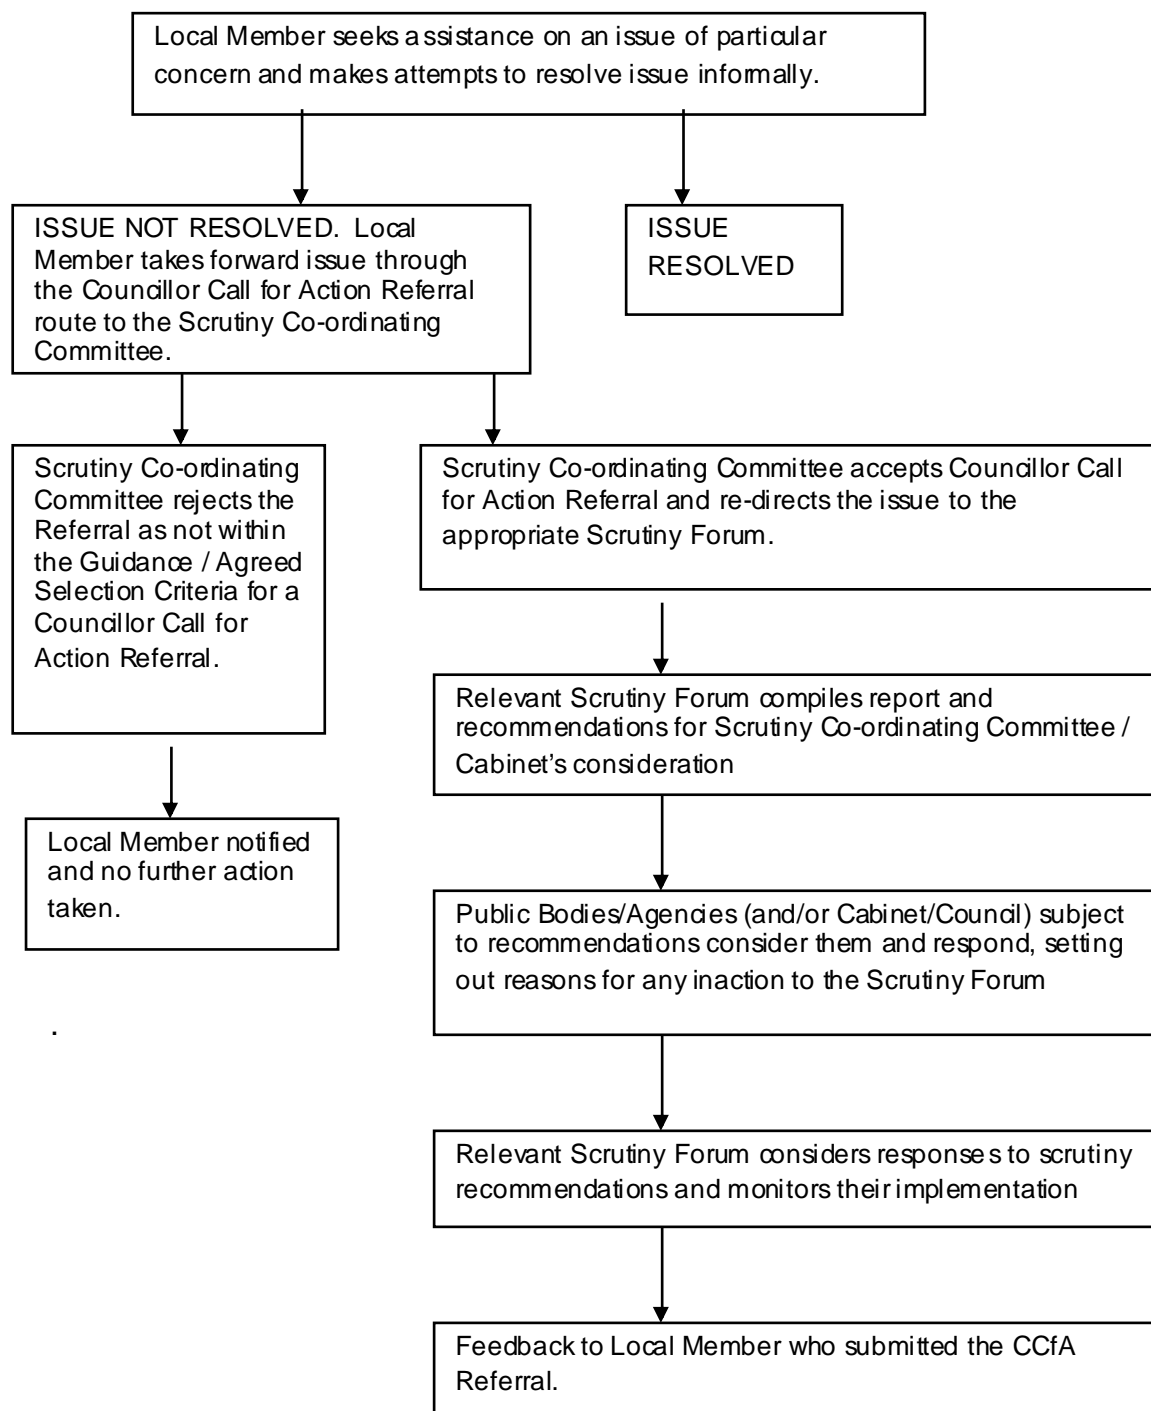 Local Member seeks assistance on an issue of particular
concern and makes attempts to resolve issue informally.
ISSUE NOT RESOLVED. Local
Member takes forward issue through
the Councillor Call for Action Referral
route to the Scrutiny Co-ordinating
Committee.
ISSUE
RESOLVED
Scrutiny Co-ordinating
Committee rejects the
Referral as not within
the Guidance / Agreed
Selection Criteria for a
Councillor Call for
Action Referral.
Scrutiny Co-ordinating Committee accepts Councillor Call
for Action Referral and re-directs the issue to the
appropriate Scrutiny Forum.
Relevant Scrutiny Forum compiles report and
recommendations for Scrutiny Co-ordinating Committee /
Cabinet's consideration
Local Member notified
and no further action
taken.
Public Bodies/Agencies (and/or Cabinet/Council) subject
to recommendations consider them and respond, setting
out reasons for any inaction to the Scrutiny Forum
.
Relevant Scrutiny Forum considers responses to scrutiny
recommendations and monitors their implementation
Feedback to Local Member who submitted the CCfA
Referral.